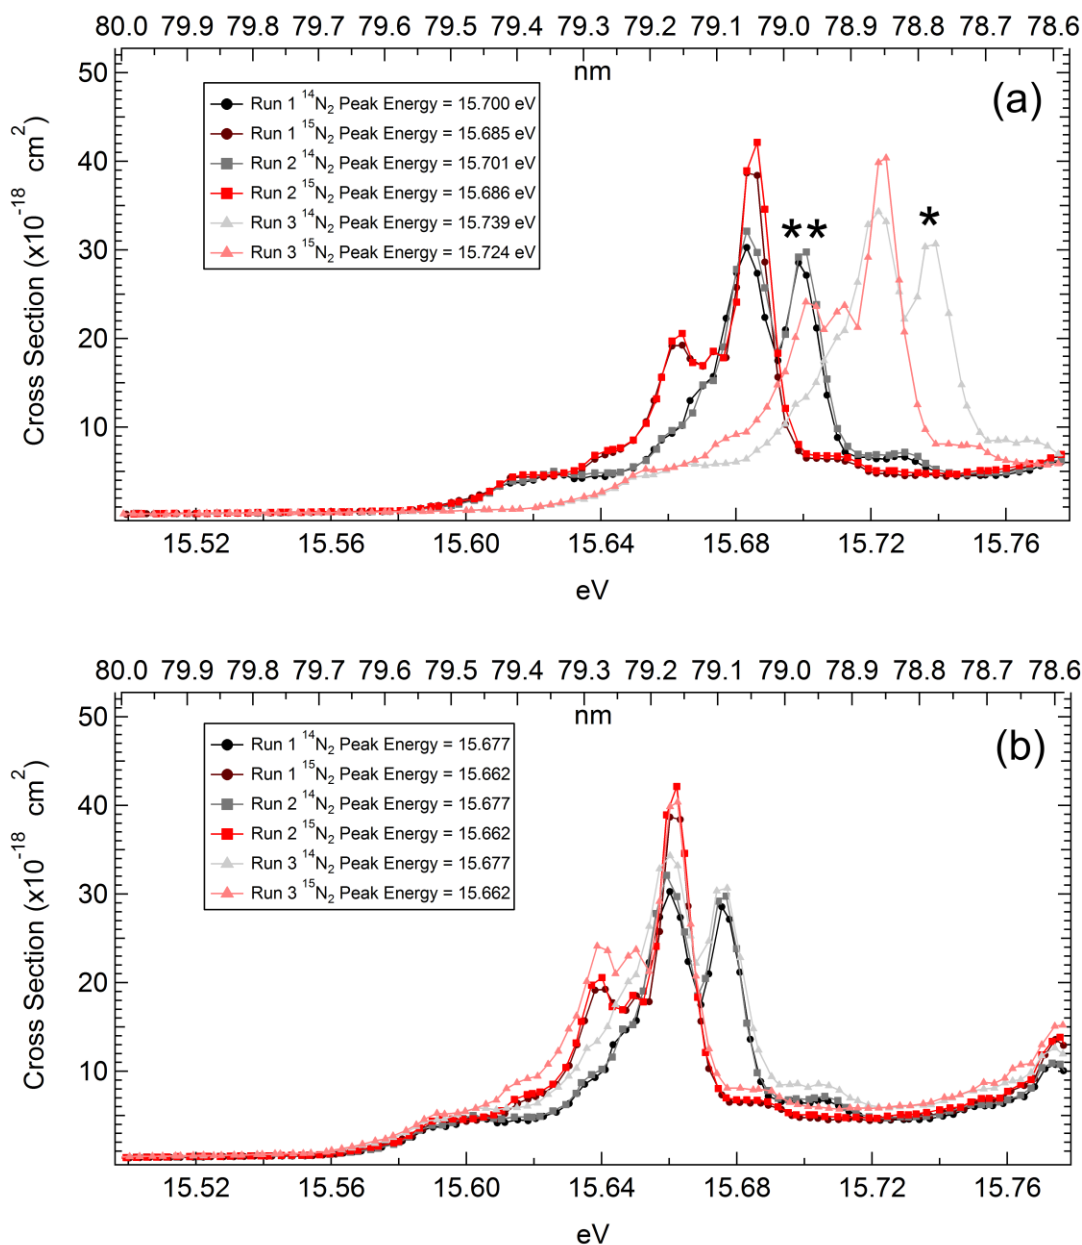 80.0 79.9 79.8 79.7 79.6 79.5 79.4 79.3 79.2 79.1 79.0 78.9 78.8 78.7 78.6
nm
(a)
50
40
30
20
10
Cross Section (x10⁻¹⁸ cm²)
Run 1 ¹⁴N₂ Peak Energy = 15.700 eV
Run 1 ¹⁵N₂ Peak Energy = 15.685 eV
Run 2 ¹⁴N₂ Peak Energy = 15.701 eV
Run 2 ¹⁵N₂ Peak Energy = 15.686 eV
Run 3 ¹⁴N₂ Peak Energy = 15.739 eV
Run 3 ¹⁵N₂ Peak Energy = 15.724 eV
** *
15.52 15.56 15.60 15.64 15.68 15.72 15.76
eV
80.0 79.9 79.8 79.7 79.6 79.5 79.4 79.3 79.2 79.1 79.0 78.9 78.8 78.7 78.6
nm
(b)
50
40
30
20
10
Cross Section (x10⁻¹⁸ cm²)
Run 1 ¹⁴N₂ Peak Energy = 15.677
Run 1 ¹⁵N₂ Peak Energy = 15.662
Run 2 ¹⁴N₂ Peak Energy = 15.677
Run 2 ¹⁵N₂ Peak Energy = 15.662
Run 3 ¹⁴N₂ Peak Energy = 15.677
Run 3 ¹⁵N₂ Peak Energy = 15.662
15.52 15.56 15.60 15.64 15.68 15.72 15.76
eV